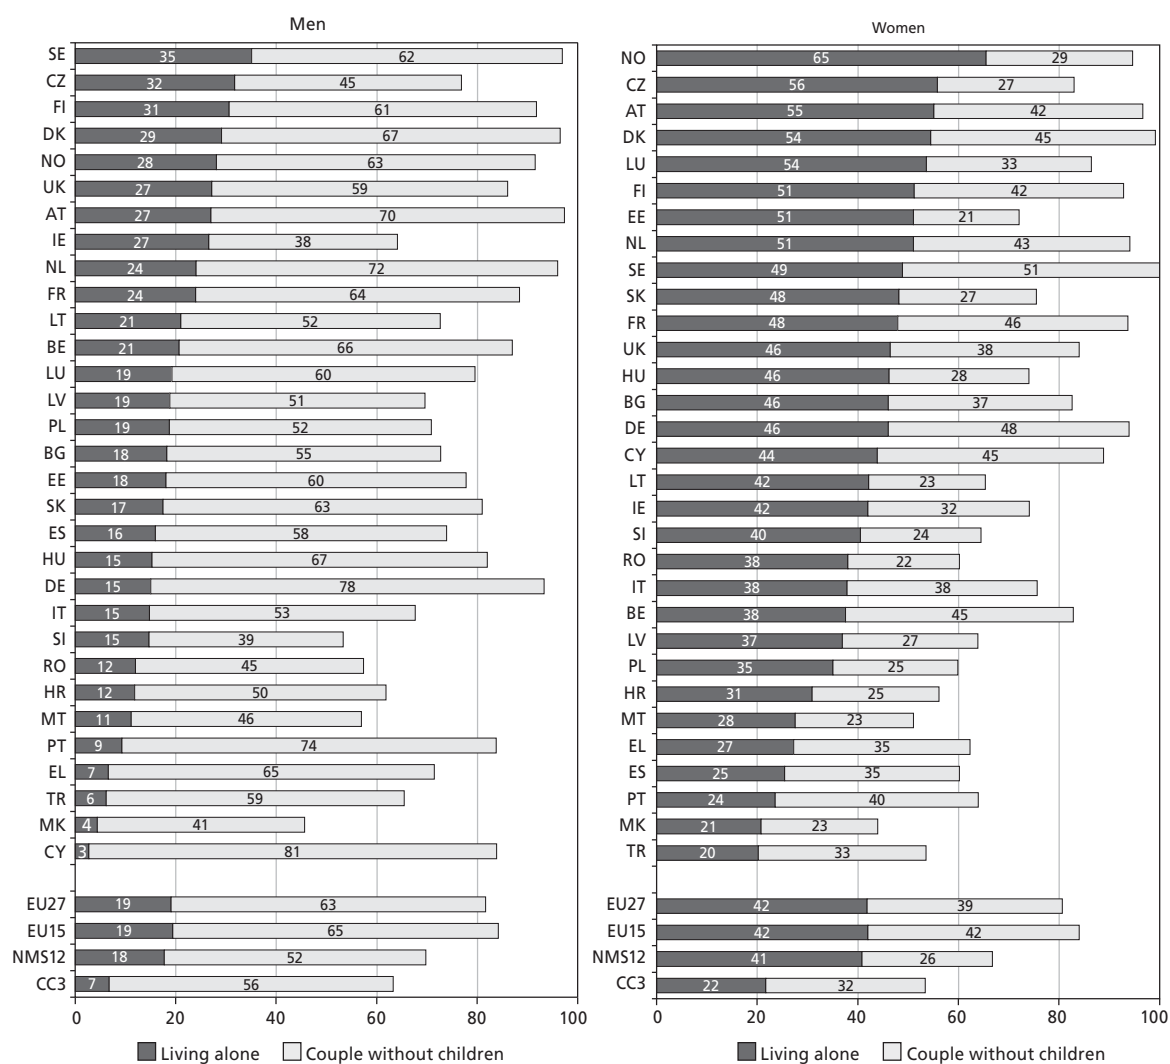 Men
SE 35 62
CZ 32 45
FI 31 61
DK 29 67
NO 28 63
UK 27 59
AT 27 70
IE 27 38
NL 24 72
FR 24 64
LT 21 52
BE 21 66
LU 19 60
LV 19 51
PL 19 52
BG 18 55
EE 18 60
SK 17 63
ES 16 58
HU 15 67
DE 15 78
IT 15 53
SI 15 39
RO 12 45
HR 12 50
MT 11 46
PT 9 74
EL 7 65
TR 6 59
MK 4 41
CY 3 81
EU27 19 63
EU15 19 65
NMS12 18 52
CC3 7 56
0 20 40 60 80 100
Living alone Couple without children
Women
NO 65 29
CZ 56 27
AT 55 42
DK 54 45
LU 54 33
FI 51 42
EE 51 21
NL 51 43
SE 49 51
SK 48 27
FR 48 46
UK 46 38
HU 46 28
BG 46 37
DE 46 48
CY 44 45
LT 42 23
IE 42 32
SI 40 24
RO 38 22
IT 38 38
BE 38 45
LV 37 27
PL 35 25
HR 31 25
MT 28 23
EL 27 35
ES 25 35
PT 24 40
MK 21 23
TR 20 33
EU27 42 39
EU15 42 42
NMS12 41 26
CC3 22 32
0 20 40 60 80 100
Living alone Couple without children